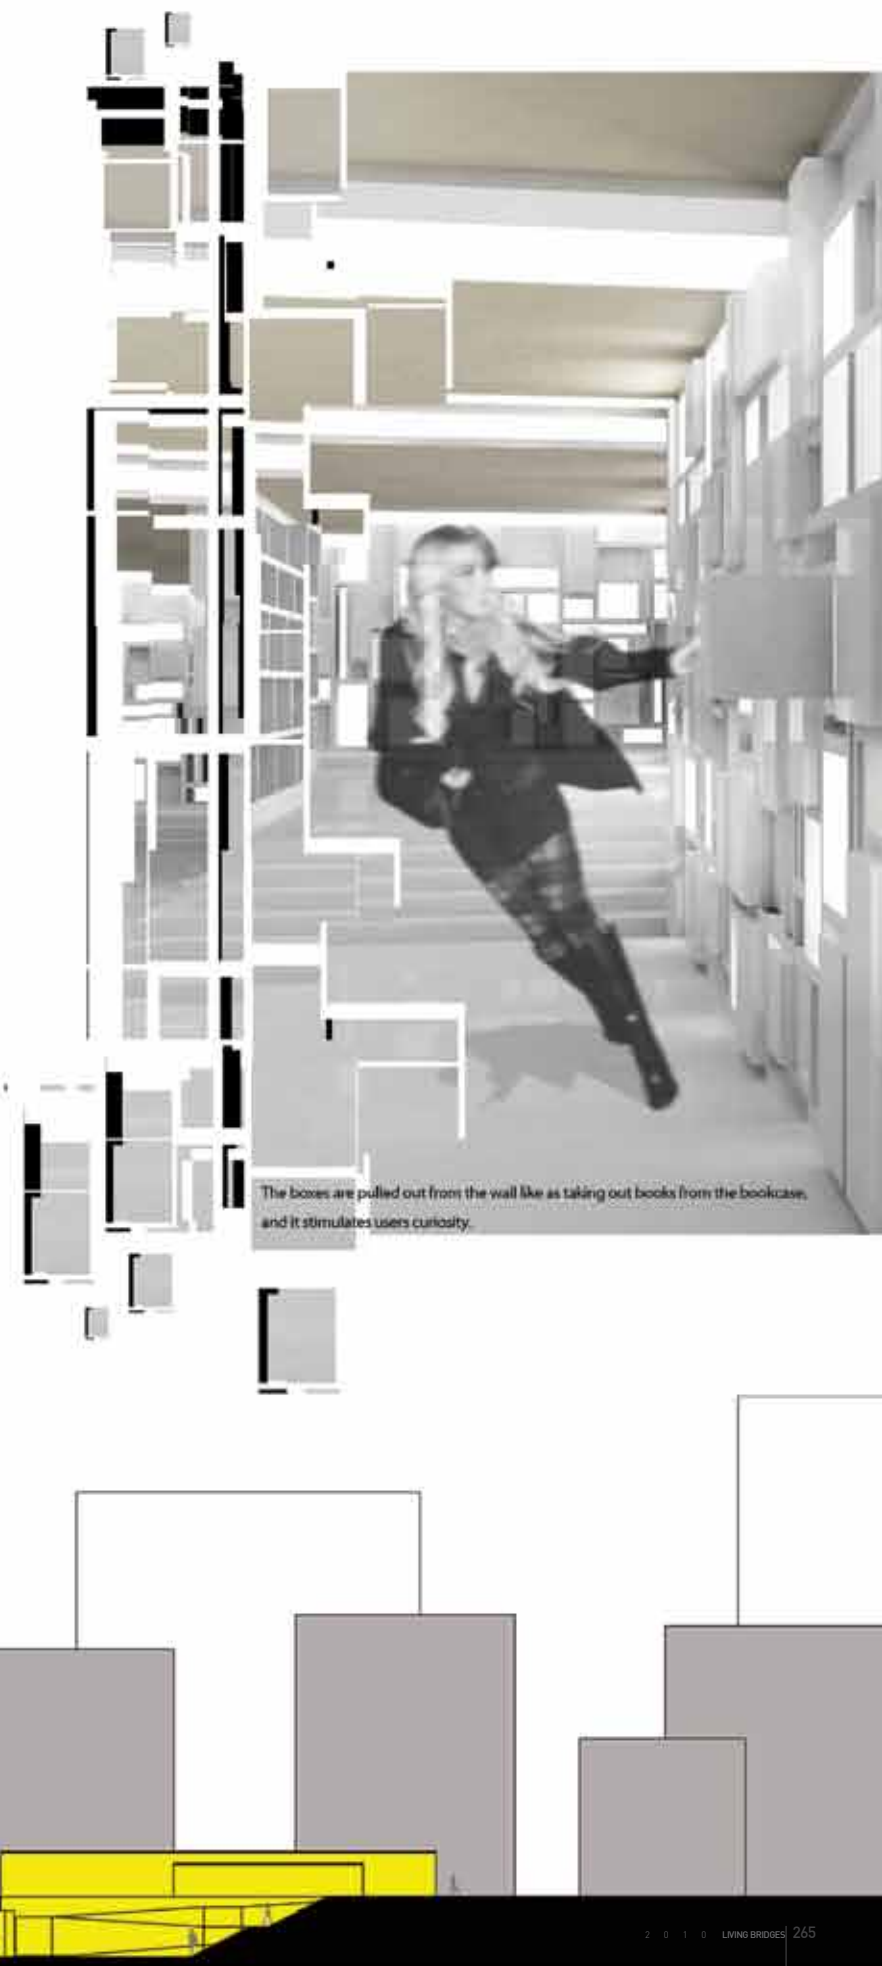 The boxes are pulled out from the wall like as taking out books from the bookcase,
and it stimulates users curiosity.
2 0 1 0 LIVING BRIDGES 265